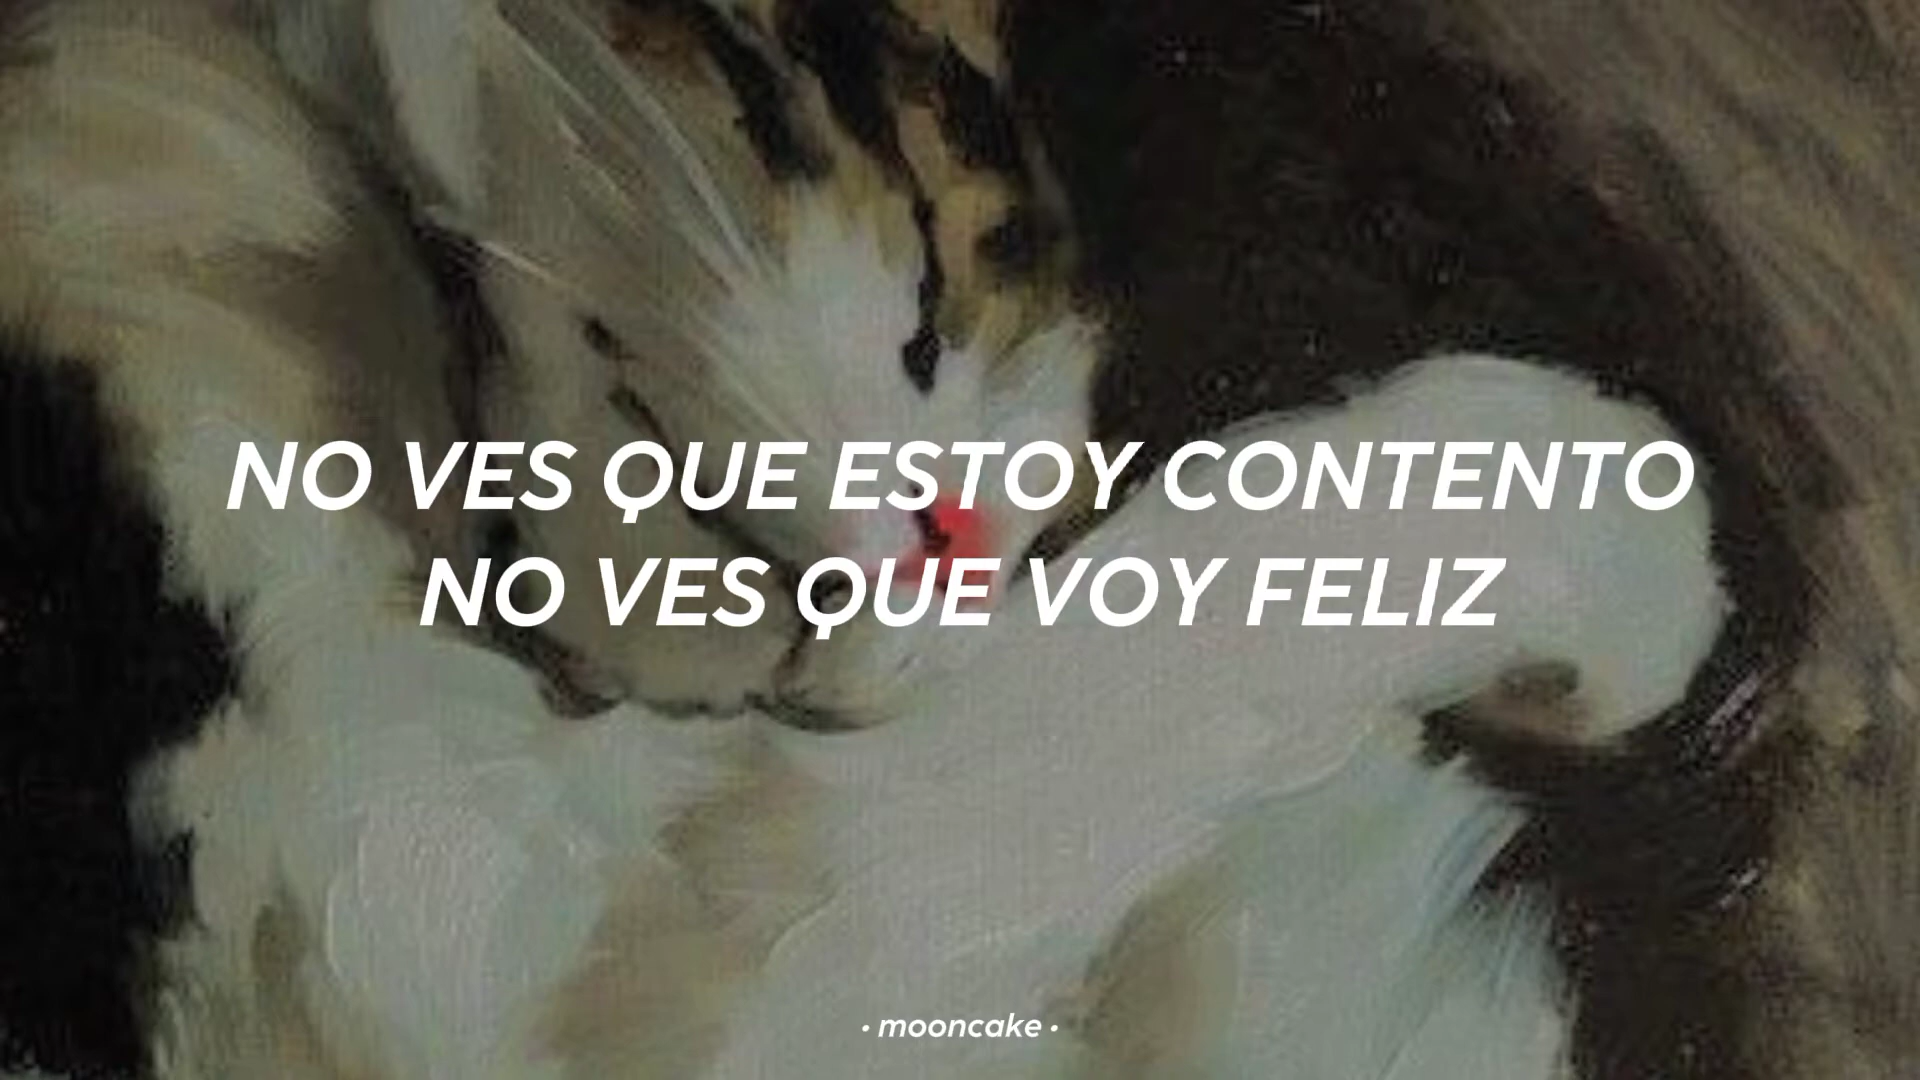 NO VES QUE ESTOY CONTENTO
NO VES QUE VOY FELIZ
· mooncake ·